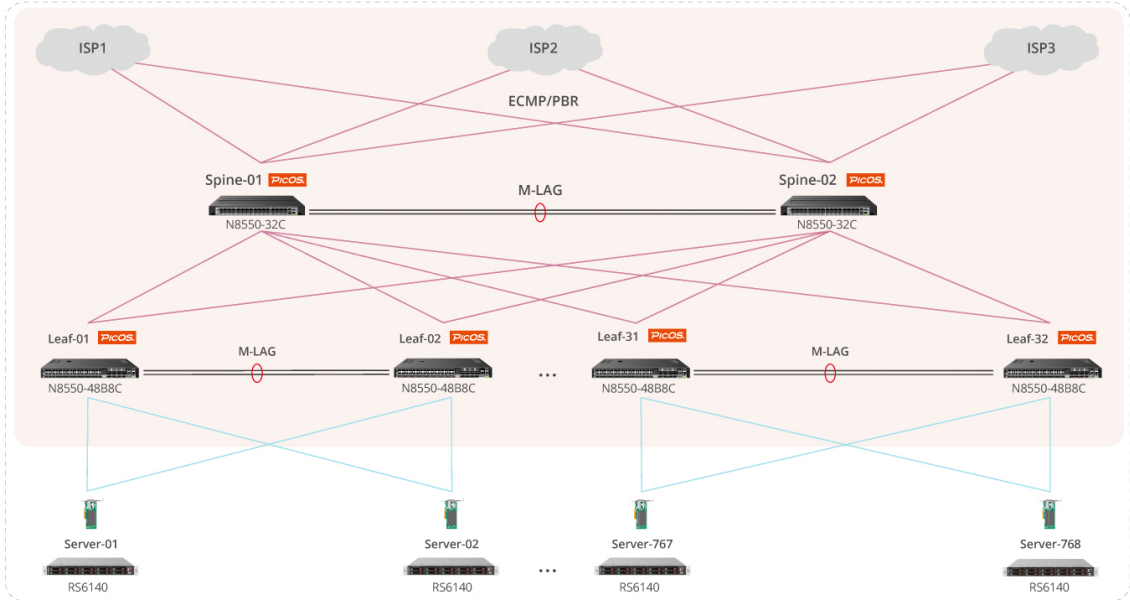 ISP1
ISP2
ISP3
ECMP/PBR
Spine-01 PICOS
Spine-02 PICOS
M-LAG
N8550-32C
N8550-32C
Leaf-01 PICOS
Leaf-02 PICOS
Leaf-31 PICOS
Leaf-32 PICOS
M-LAG
M-LAG
...
N8550-48B8C
N8550-48B8C
N8550-48B8C
N8550-48B8C
Server-01
Server-02
Server-767
Server-768
...
RS6140
RS6140
RS6140
RS6140